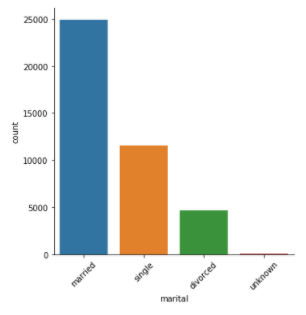 25000
20000
15000
10000
5000
0
count
married
single
divorced
unknown
marital